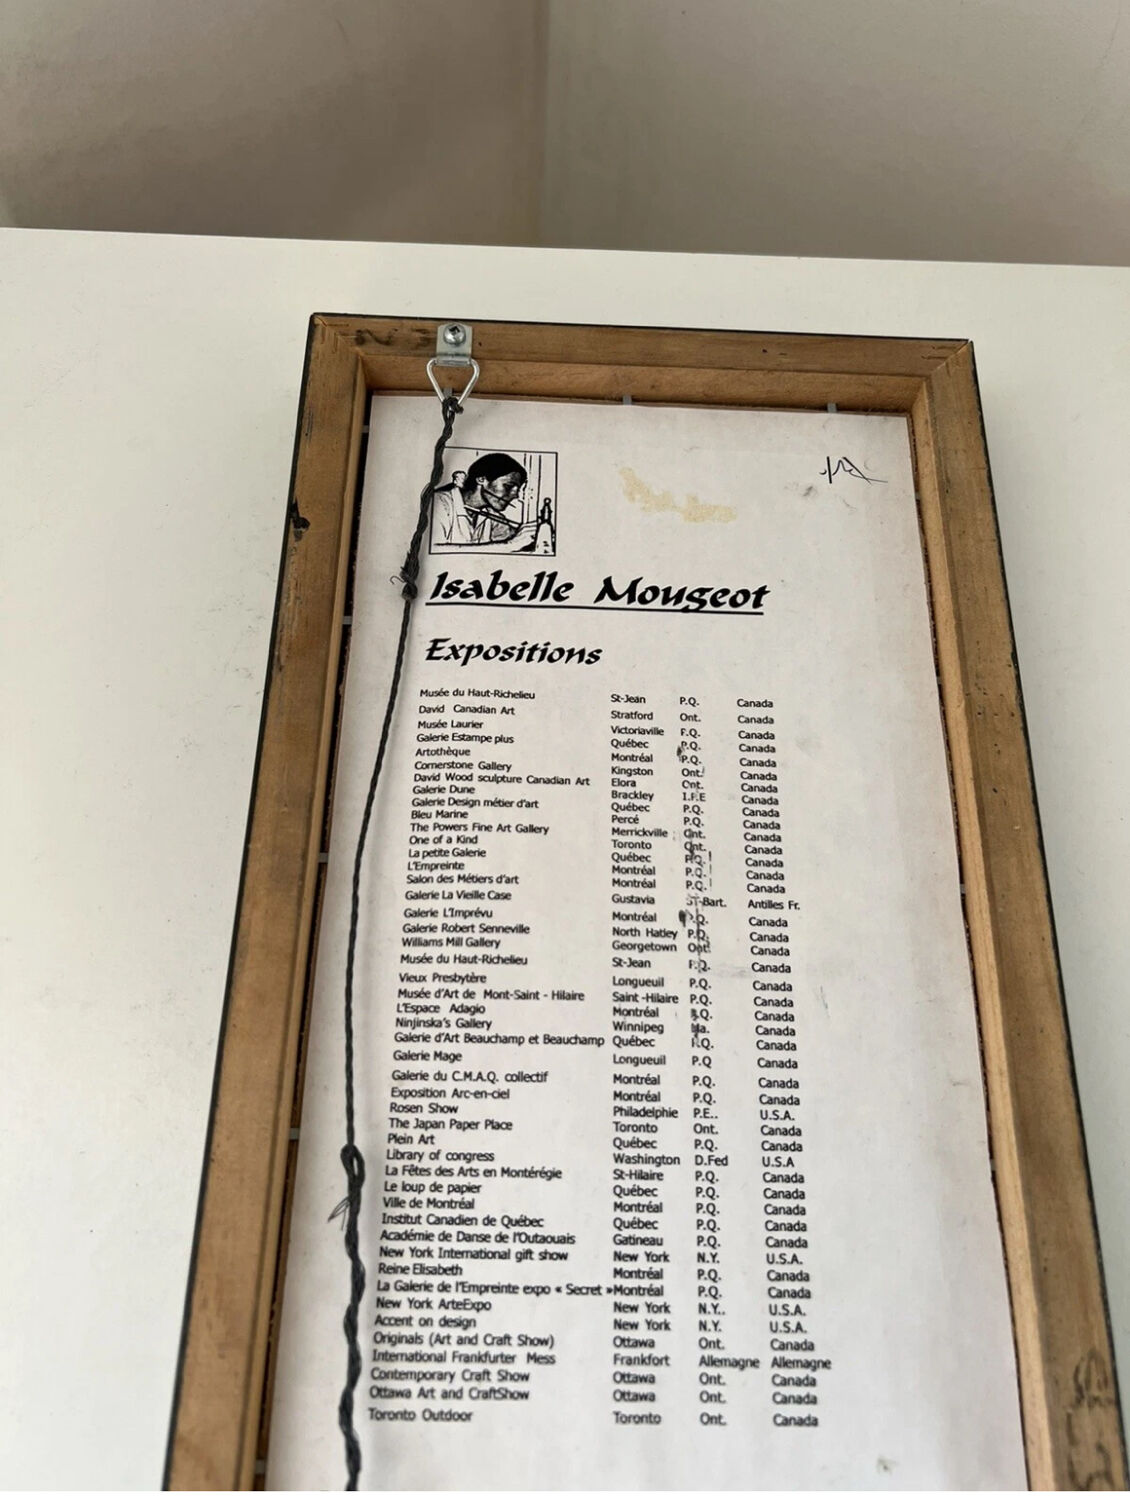 Isabelle Mougeot
Expositions
Musée du Haut-Richelieu St-Jean P.Q. Canada
David Canadian Art Stratford Ont. Canada
Musée Laurier Victoriaville P.Q. Canada
Galerie Estampe plus Québec P.Q. Canada
Artothèque Montréal P.Q. Canada
Cornerstone Gallery Kingston Ont. Canada
David Wood sculpture Canadian Art Elora Ont. Canada
Galerie Dune Brackley I.P.E Canada
Galerie Design métier d'art Québec P.Q. Canada
Bleu Marine Percé P.Q. Canada
The Powers Fine Art Gallery Merrickville Ont. Canada
One of a Kind Toronto Ont. Canada
La petite Galerie Québec P.Q. Canada
L'Empreinte Montréal P.Q. Canada
Salon des Métiers d'art Montréal P.Q. Canada
Galerie La Vieille Case Gustavia ST-Bart. Antilles Fr.
Galerie L'Imprévu Montréal P.Q. Canada
Galerie Robert Senneville North Hatley P.Q. Canada
Williams Mill Gallery Georgetown Ont. Canada
Musée du Haut-Richelieu St-Jean P.Q. Canada
Vieux Presbytère Longueuil P.Q. Canada
Musée d'Art de Mont-Saint - Hilaire Saint -Hilaire P.Q. Canada
L'Espace Adagio Montréal P.Q. Canada
Ninjinska's Gallery Winnipeg Ma. Canada
Galerie d'Art Beauchamp et Beauchamp Québec P.Q. Canada
Galerie Mage Longueuil P.Q Canada
Galerie du C.M.A.Q. collectif Montréal P.Q. Canada
Exposition Arc-en-ciel Montréal P.Q. Canada
Rosen Show Philadelphie P.E.. U.S.A.
The Japan Paper Place Toronto Ont. Canada
Plein Art Québec P.Q. Canada
Library of congress Washington D.Fed U.S.A
La Fêtes des Arts en Montérégie St-Hilaire P.Q. Canada
Le loup de papier Québec P.Q. Canada
Ville de Montréal Montréal P.Q. Canada
Institut Canadien de Québec Québec P.Q. Canada
Académie de Danse de l'Outaouais Gatineau P.Q. Canada
New York International gift show New York N.Y. U.S.A.
Reine Elisabeth Montréal P.Q. Canada
La Galerie de l'Empreinte expo « Secret » Montréal P.Q. Canada
New York ArteExpo New York N.Y.. U.S.A.
Accent on design New York N.Y. U.S.A.
Originals (Art and Craft Show) Ottawa Ont. Canada
International Frankfurter Mess Frankfort Allemagne Allemagne
Contemporary Craft Show Ottawa Ont. Canada
Ottawa Art and CraftShow Ottawa Ont. Canada
Toronto Outdoor Toronto Ont. Canada